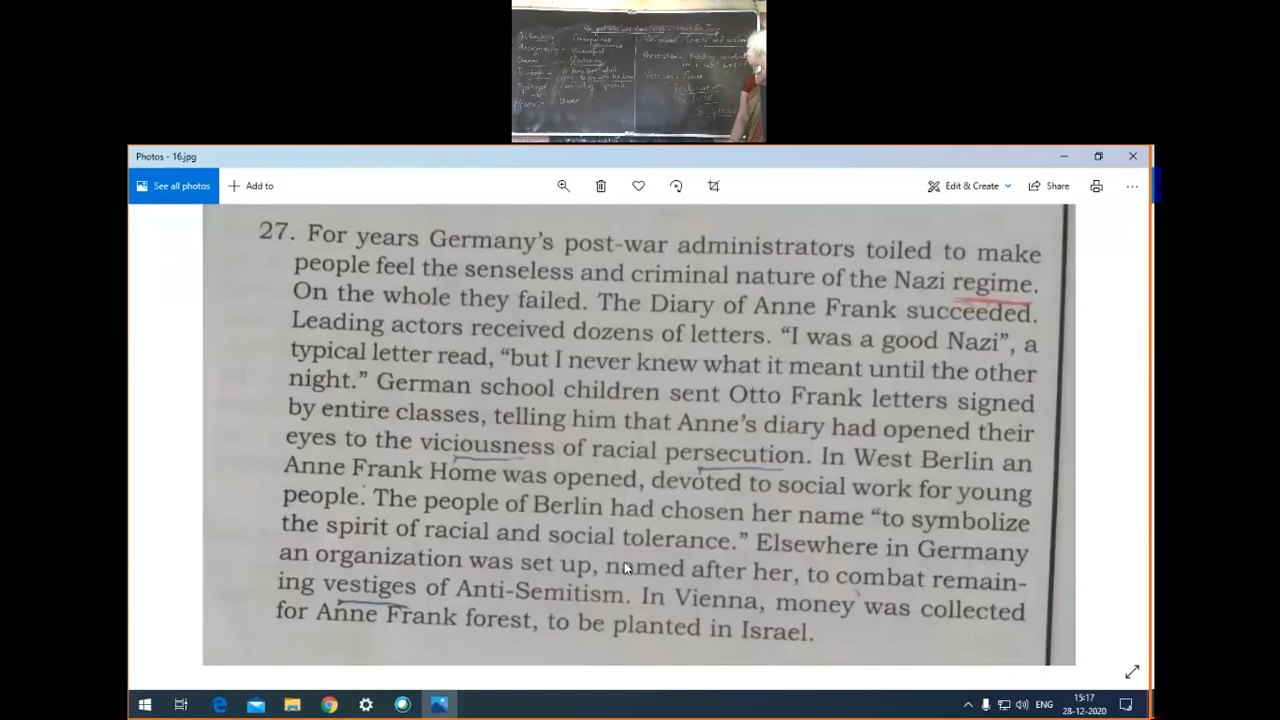 Photos - 16.jpg
See all photos
Add to
Edit & Create
Share
27. For years Germany's post-war administrators toiled to make
people feel the senseless and criminal nature of the Nazi regime.
On the whole they failed. The Diary of Anne Frank succeeded.
Leading actors received dozens of letters. “I was a good Nazi”, a
typical letter read, “but I never knew what it meant until the other
night.” German school children sent Otto Frank letters signed
by entire classes, telling him that Anne's diary had opened their
eyes to the viciousness of racial persecution. In West Berlin an
Anne Frank Home was opened, devoted to social work for young
people. The people of Berlin had chosen her name “to symbolize
the spirit of racial and social tolerance.” Elsewhere in Germany
an organization was set up, named after her, to combat remain-
ing vestiges of Anti-Semitism. In Vienna, money was collected
for Anne Frank forest, to be planted in Israel.
ENG
15:17
28-12-2020